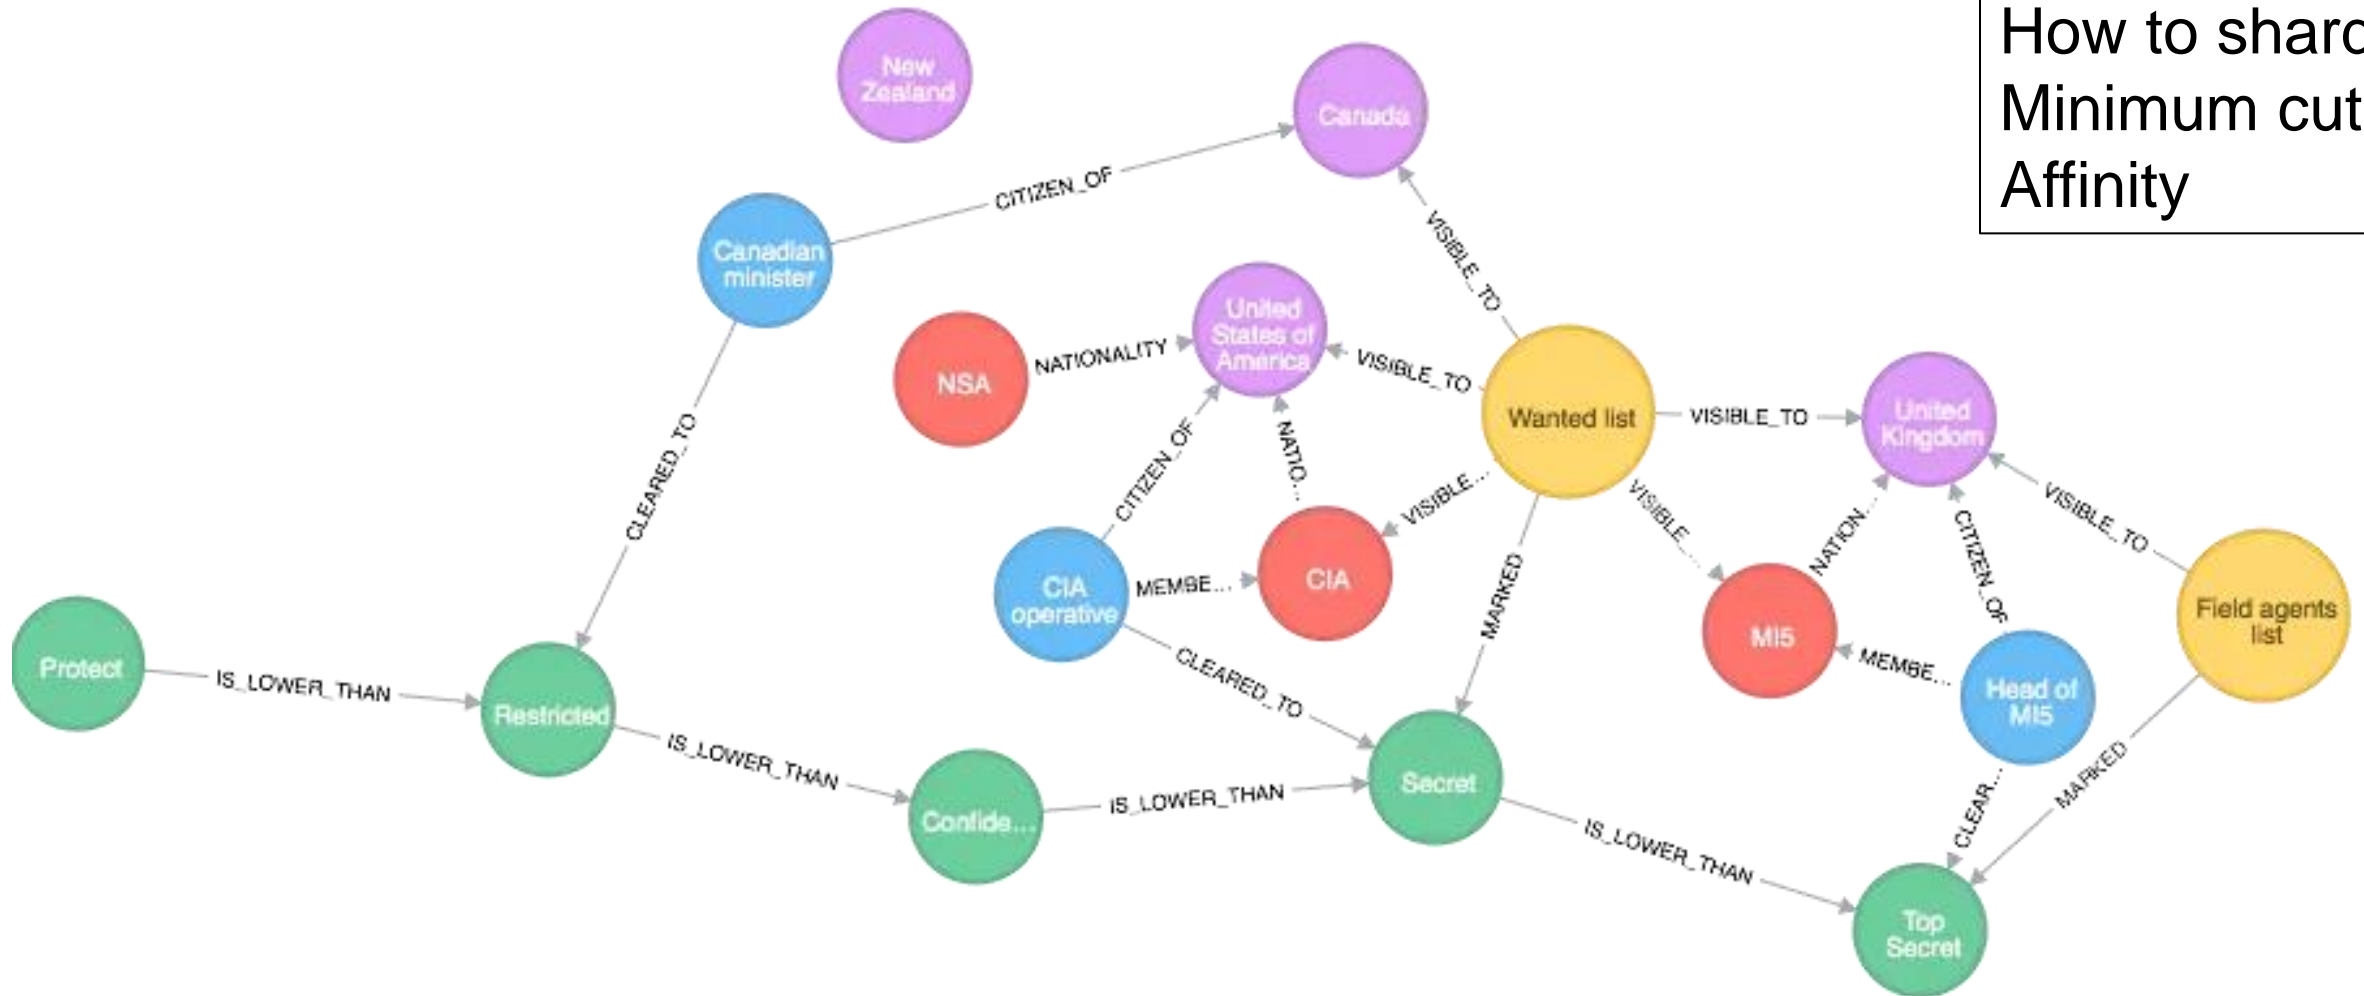 How to shard
Minimum cut
Affinity
New
Zealand
Canada
CITIZEN_OF
Canadian
minister
VISIBLE_TO
United
States of
America
NSA
NATIONALITY
VISIBLE_TO
Wanted list
VISIBLE_TO
United
Kingdom
CLEARED_TO
CITIZEN_OF
NATIO...
VISIBLE...
VISIBLE...
NATION...
CITIZEN_OF
VISIBLE_TO
CIA
operative
MEMBE...
CIA
MARKED
MI5
MEMBE...
Head of
MI5
Field agents
list
Protect
IS_LOWER_THAN
Restricted
CLEARED_TO
IS_LOWER_THAN
Confide...
IS_LOWER_THAN
Secret
IS_LOWER_THAN
CLEAR...
MARKED
Top
Secret